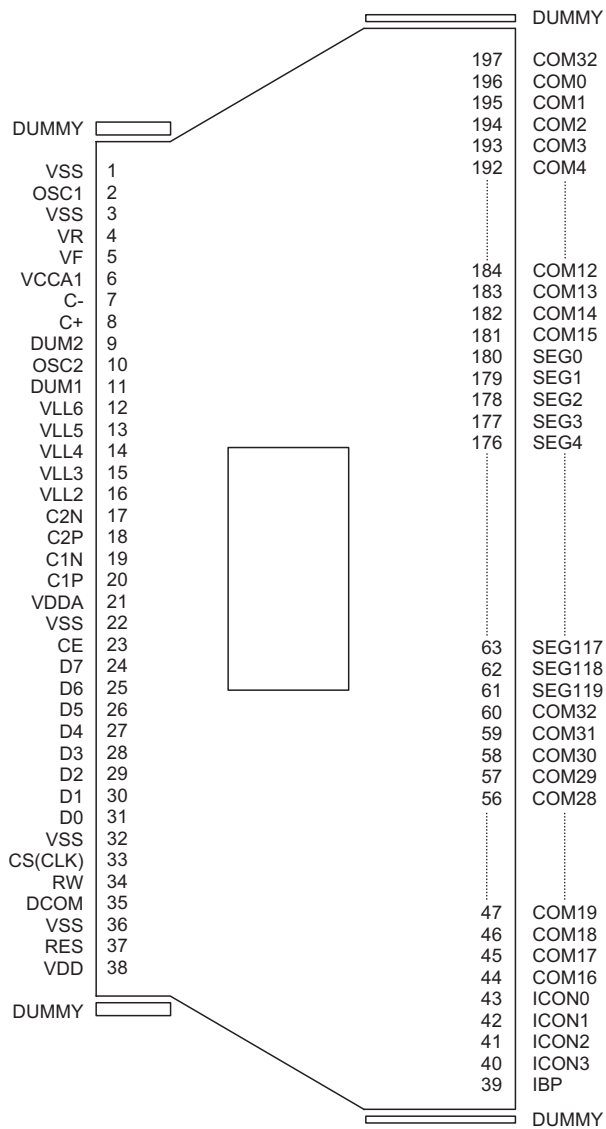 DUMMY
197 COM32
196 COM0
195 COM1
194 COM2
193 COM3
192 COM4
184 COM12
183 COM13
182 COM14
181 COM15
180 SEG0
179 SEG1
178 SEG2
177 SEG3
176 SEG4
63 SEG117
62 SEG118
61 SEG119
60 COM32
59 COM31
58 COM30
57 COM29
56 COM28
47 COM19
46 COM18
45 COM17
44 COM16
43 ICON0
42 ICON1
41 ICON2
40 ICON3
39 IBP
DUMMY
DUMMY
VSS 1
OSC1 2
VSS 3
VR 4
VF 5
VCCA1 6
C- 7
C+ 8
DUM2 9
OSC2 10
DUM1 11
VLL6 12
VLL5 13
VLL4 14
VLL3 15
VLL2 16
C2N 17
C2P 18
C1N 19
C1P 20
VDDA 21
VSS 22
CE 23
D7 24
D6 25
D5 26
D4 27
D3 28
D2 29
D1 30
D0 31
VSS 32
CS(CLK) 33
RW 34
DCOM 35
VSS 36
RES 37
VDD 38
DUMMY